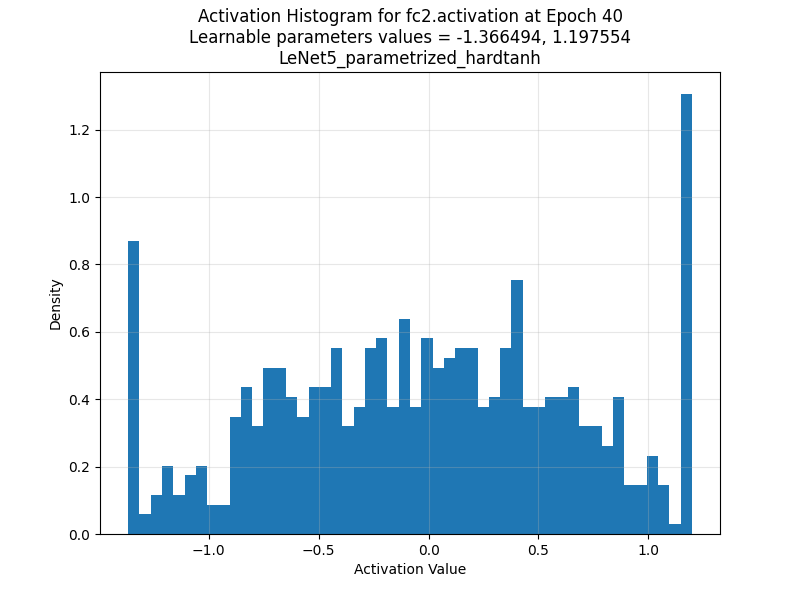 Activation Histogram for fc2.activation at Epoch 40
Learnable parameters values = -1.366494, 1.197554
LeNet5_parametrized_hardtanh
1.2
1.0
0.8
0.6
0.4
0.2
0.0
Density
−1.0 −0.5 0.0 0.5 1.0
Activation Value